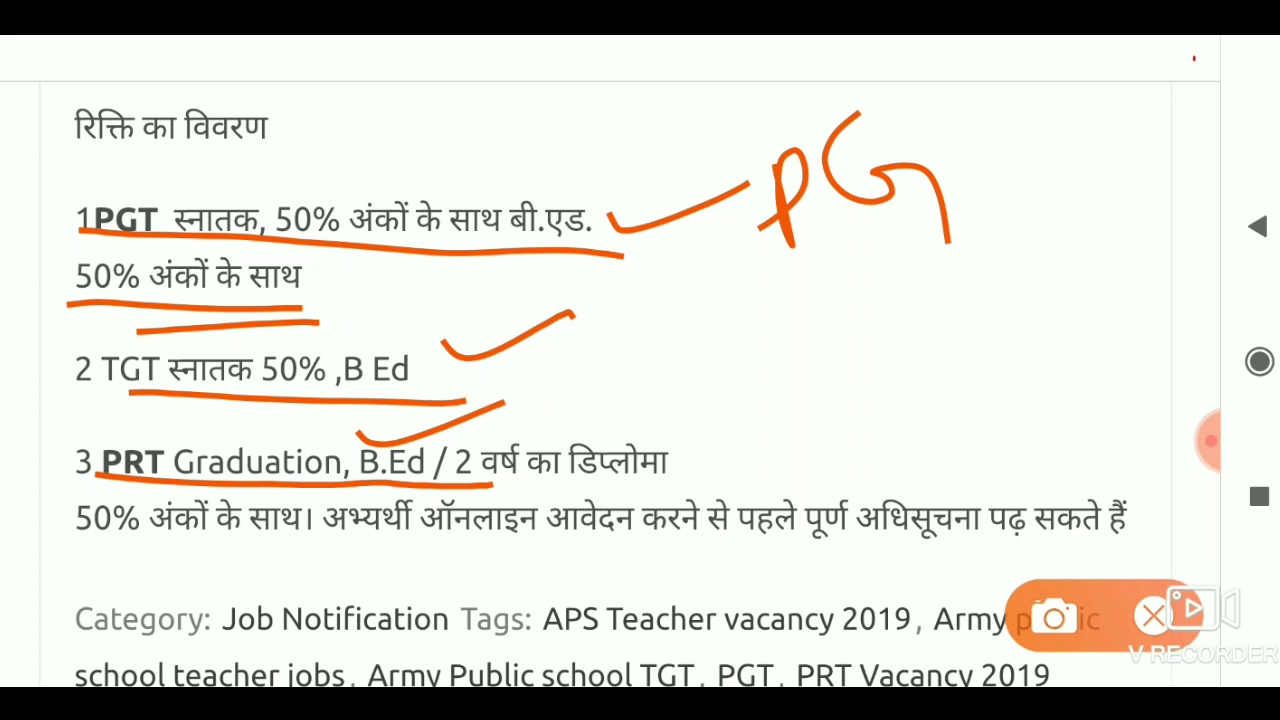 रिक्ति का विवरण
1PGT स्नातक, 50% अंकों के साथ बी.एड.
PG
50% अंकों के साथ
2 TGT स्नातक 50% ,B Ed
3 PRT Graduation, B.Ed / 2 वर्ष का डिप्लोमा
50% अंकों के साथ। अभ्यर्थी ऑनलाइन आवेदन करने से पहले पूर्ण अधिसूचना पढ़ सकते हैं
Category: Job Notification Tags: APS Teacher vacancy 2019, Army public
school teacher jobs, Army Public school TGT, PGT, PRT Vacancy 2019
V RECORDER